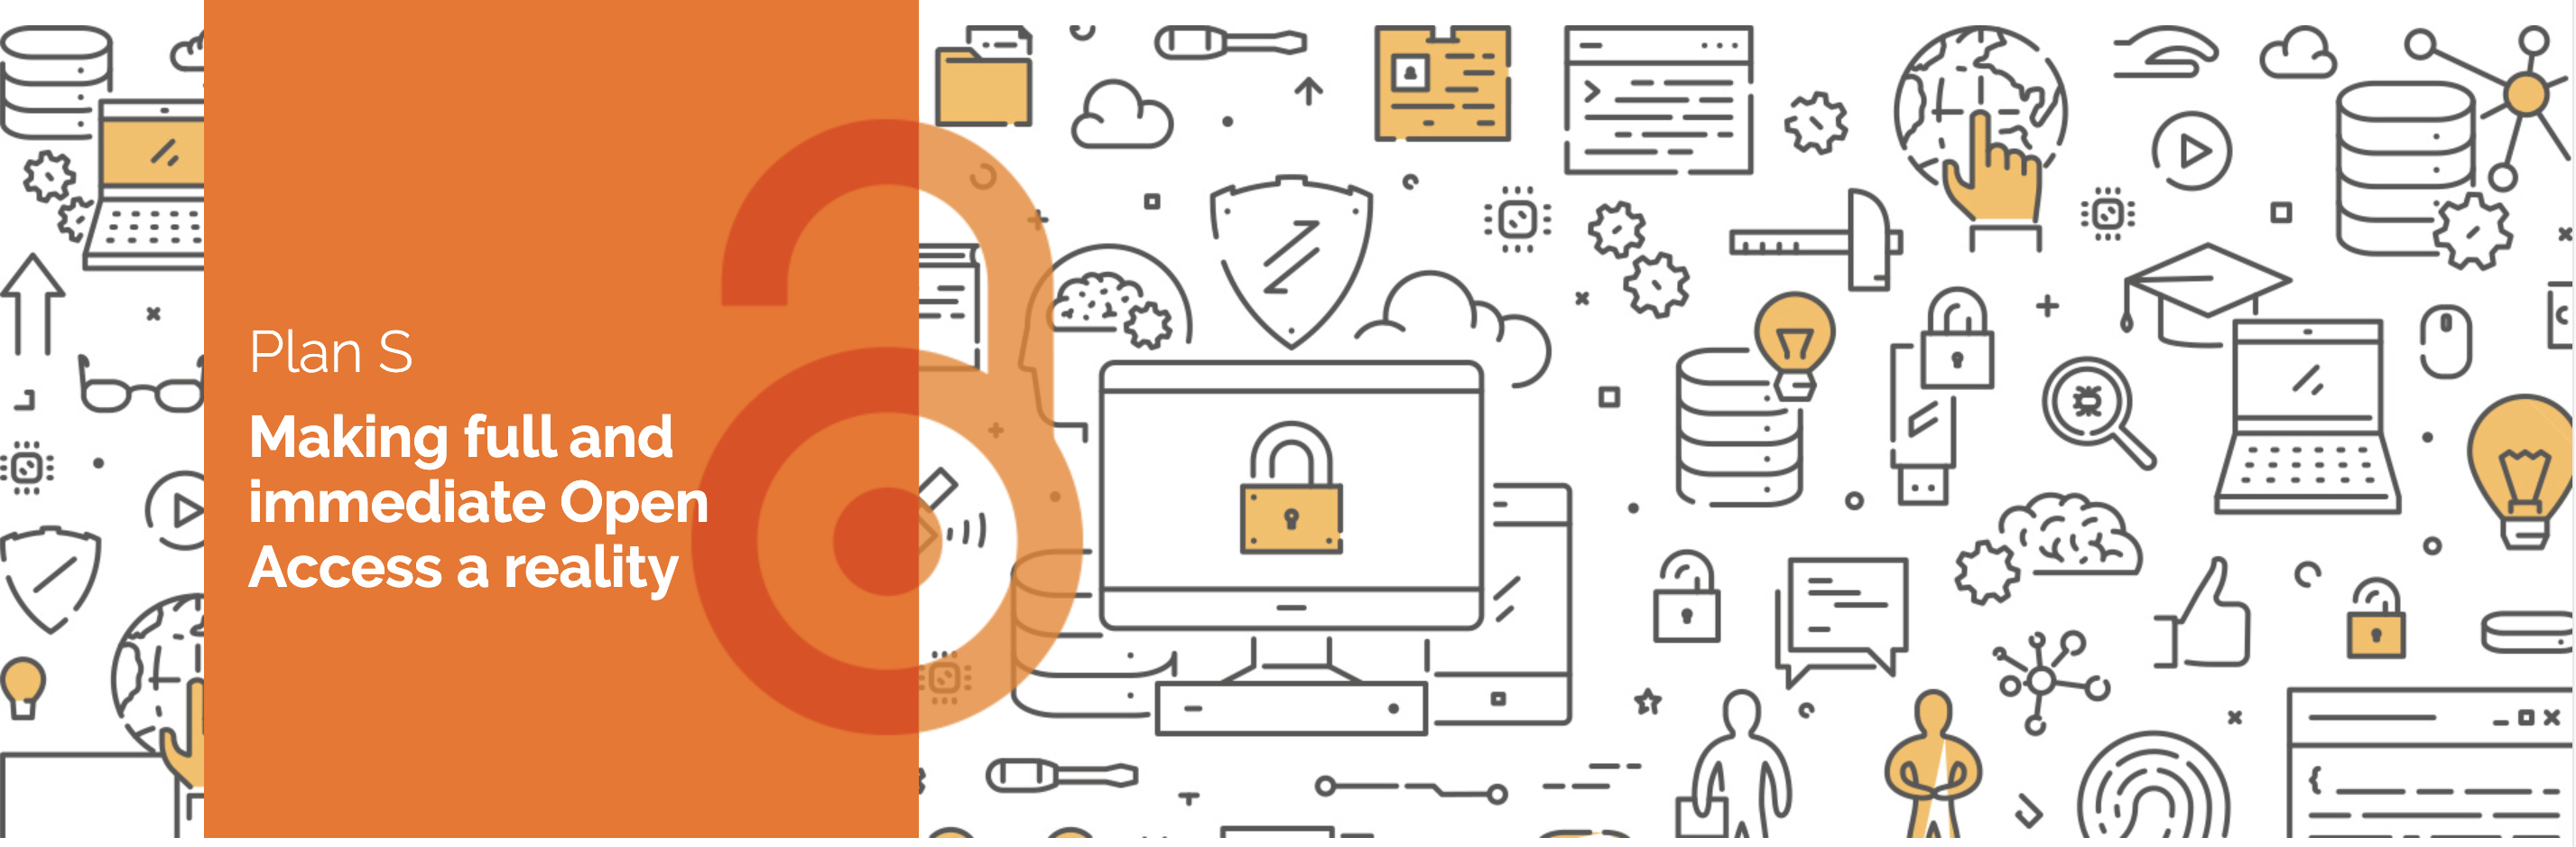 Plan S
Making full and
immediate Open
Access a reality